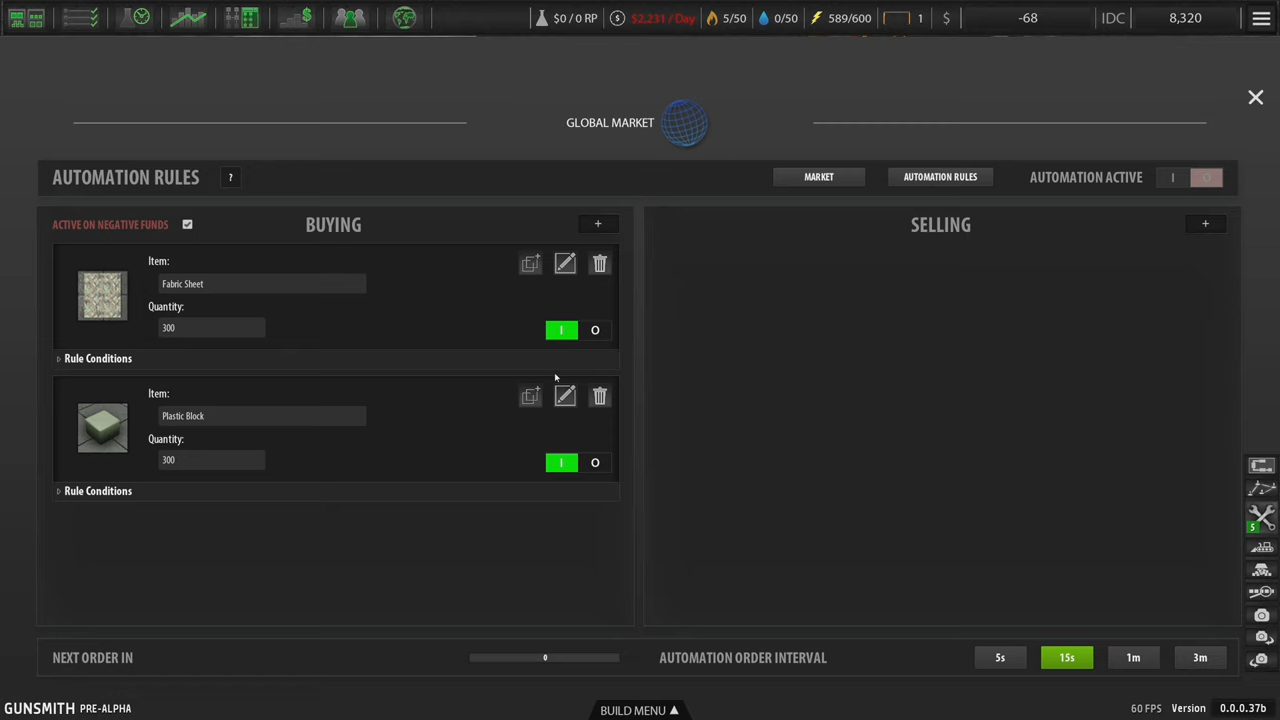 $0 / 0 RP $2,231 / Day 5/50 0/50 589/600 1 $ -68 IDC 8,320
GLOBAL MARKET
AUTOMATION RULES ? MARKET AUTOMATION RULES AUTOMATION ACTIVE I O
ACTIVE ON NEGATIVE FUNDS BUYING + SELLING +
Item:
Fabric Sheet
Quantity:
300 I O
Rule Conditions
Item:
Plastic Block
Quantity:
300 I O
Rule Conditions
5
NEXT ORDER IN 0 AUTOMATION ORDER INTERVAL 5s 15s 1m 3m
GUNSMITH PRE-ALPHA BUILD MENU 60 FPS Version 0.0.0.37b